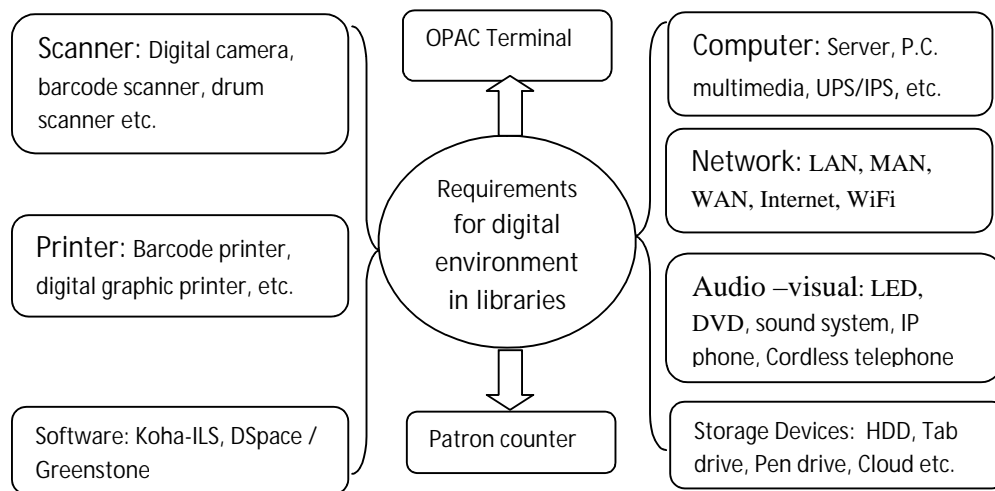 Scanner: Digital camera,
barcode scanner, drum
scanner etc.
Printer: Barcode printer,
digital graphic printer, etc.
Software: Koha-ILS, DSpace /
Greenstone
OPAC Terminal
Requirements
for digital
environment
in libraries
Patron counter
Computer: Server, P.C.
multimedia, UPS/IPS, etc.
Network: LAN, MAN,
WAN, Internet, WiFi
Audio –visual: LED,
DVD, sound system, IP
phone, Cordless telephone
Storage Devices: HDD, Tab
drive, Pen drive, Cloud etc.